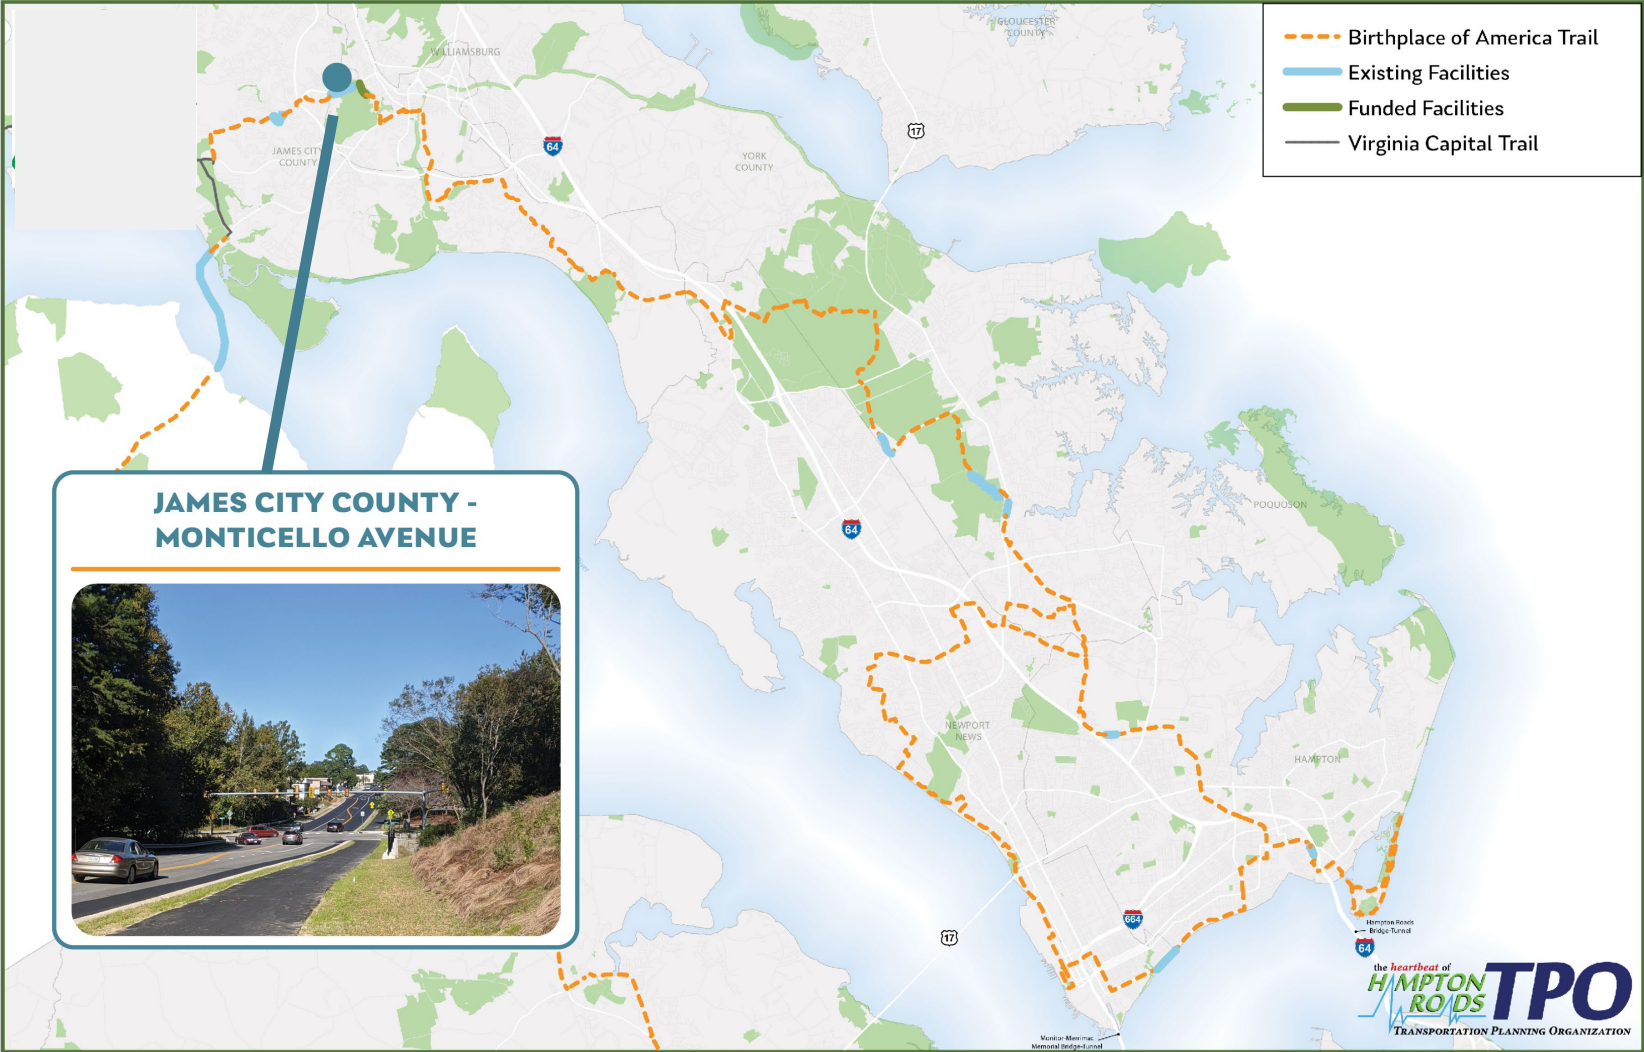 GLOUCESTER
COUNTY
WILLIAMSBURG
Birthplace of America Trail
Existing Facilities
Funded Facilities
Virginia Capital Trail
17
64
JAMES CITY
COUNTY
YORK
COUNTY
JAMES CITY COUNTY -
MONTICELLO AVENUE
POQUOSON
64
NEWPORT
NEWS
HAMPTON
664
17
Hampton Roads
Bridge-Tunnel
64
the heartbeat of
HAMPTON
ROADS
TPO
TRANSPORTATION PLANNING ORGANIZATION
Monitor-Merrimac
Memorial Bridge-Tunnel